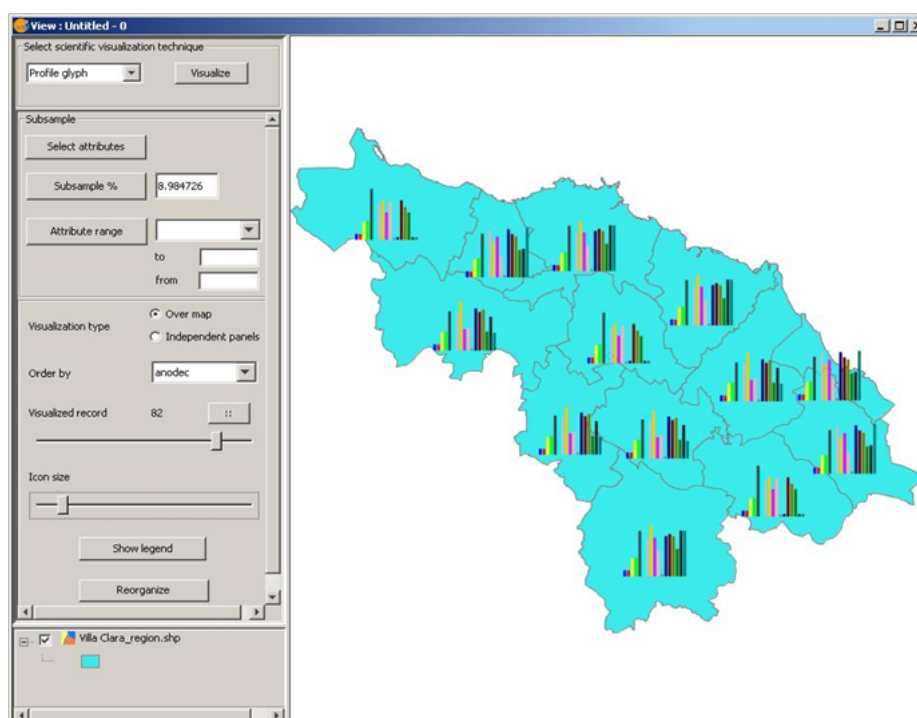 View : Untitled - 0
Select scientific visualization technique
Profile glyph
Visualize
Subsample
Select attributes
Subsample %
8.984726
Attribute range
to
from
Visualization type
Over map
Independent panels
Order by
anodec
Visualized record
82
::
Icon size
Show legend
Reorganize
Villa Clara_region.shp